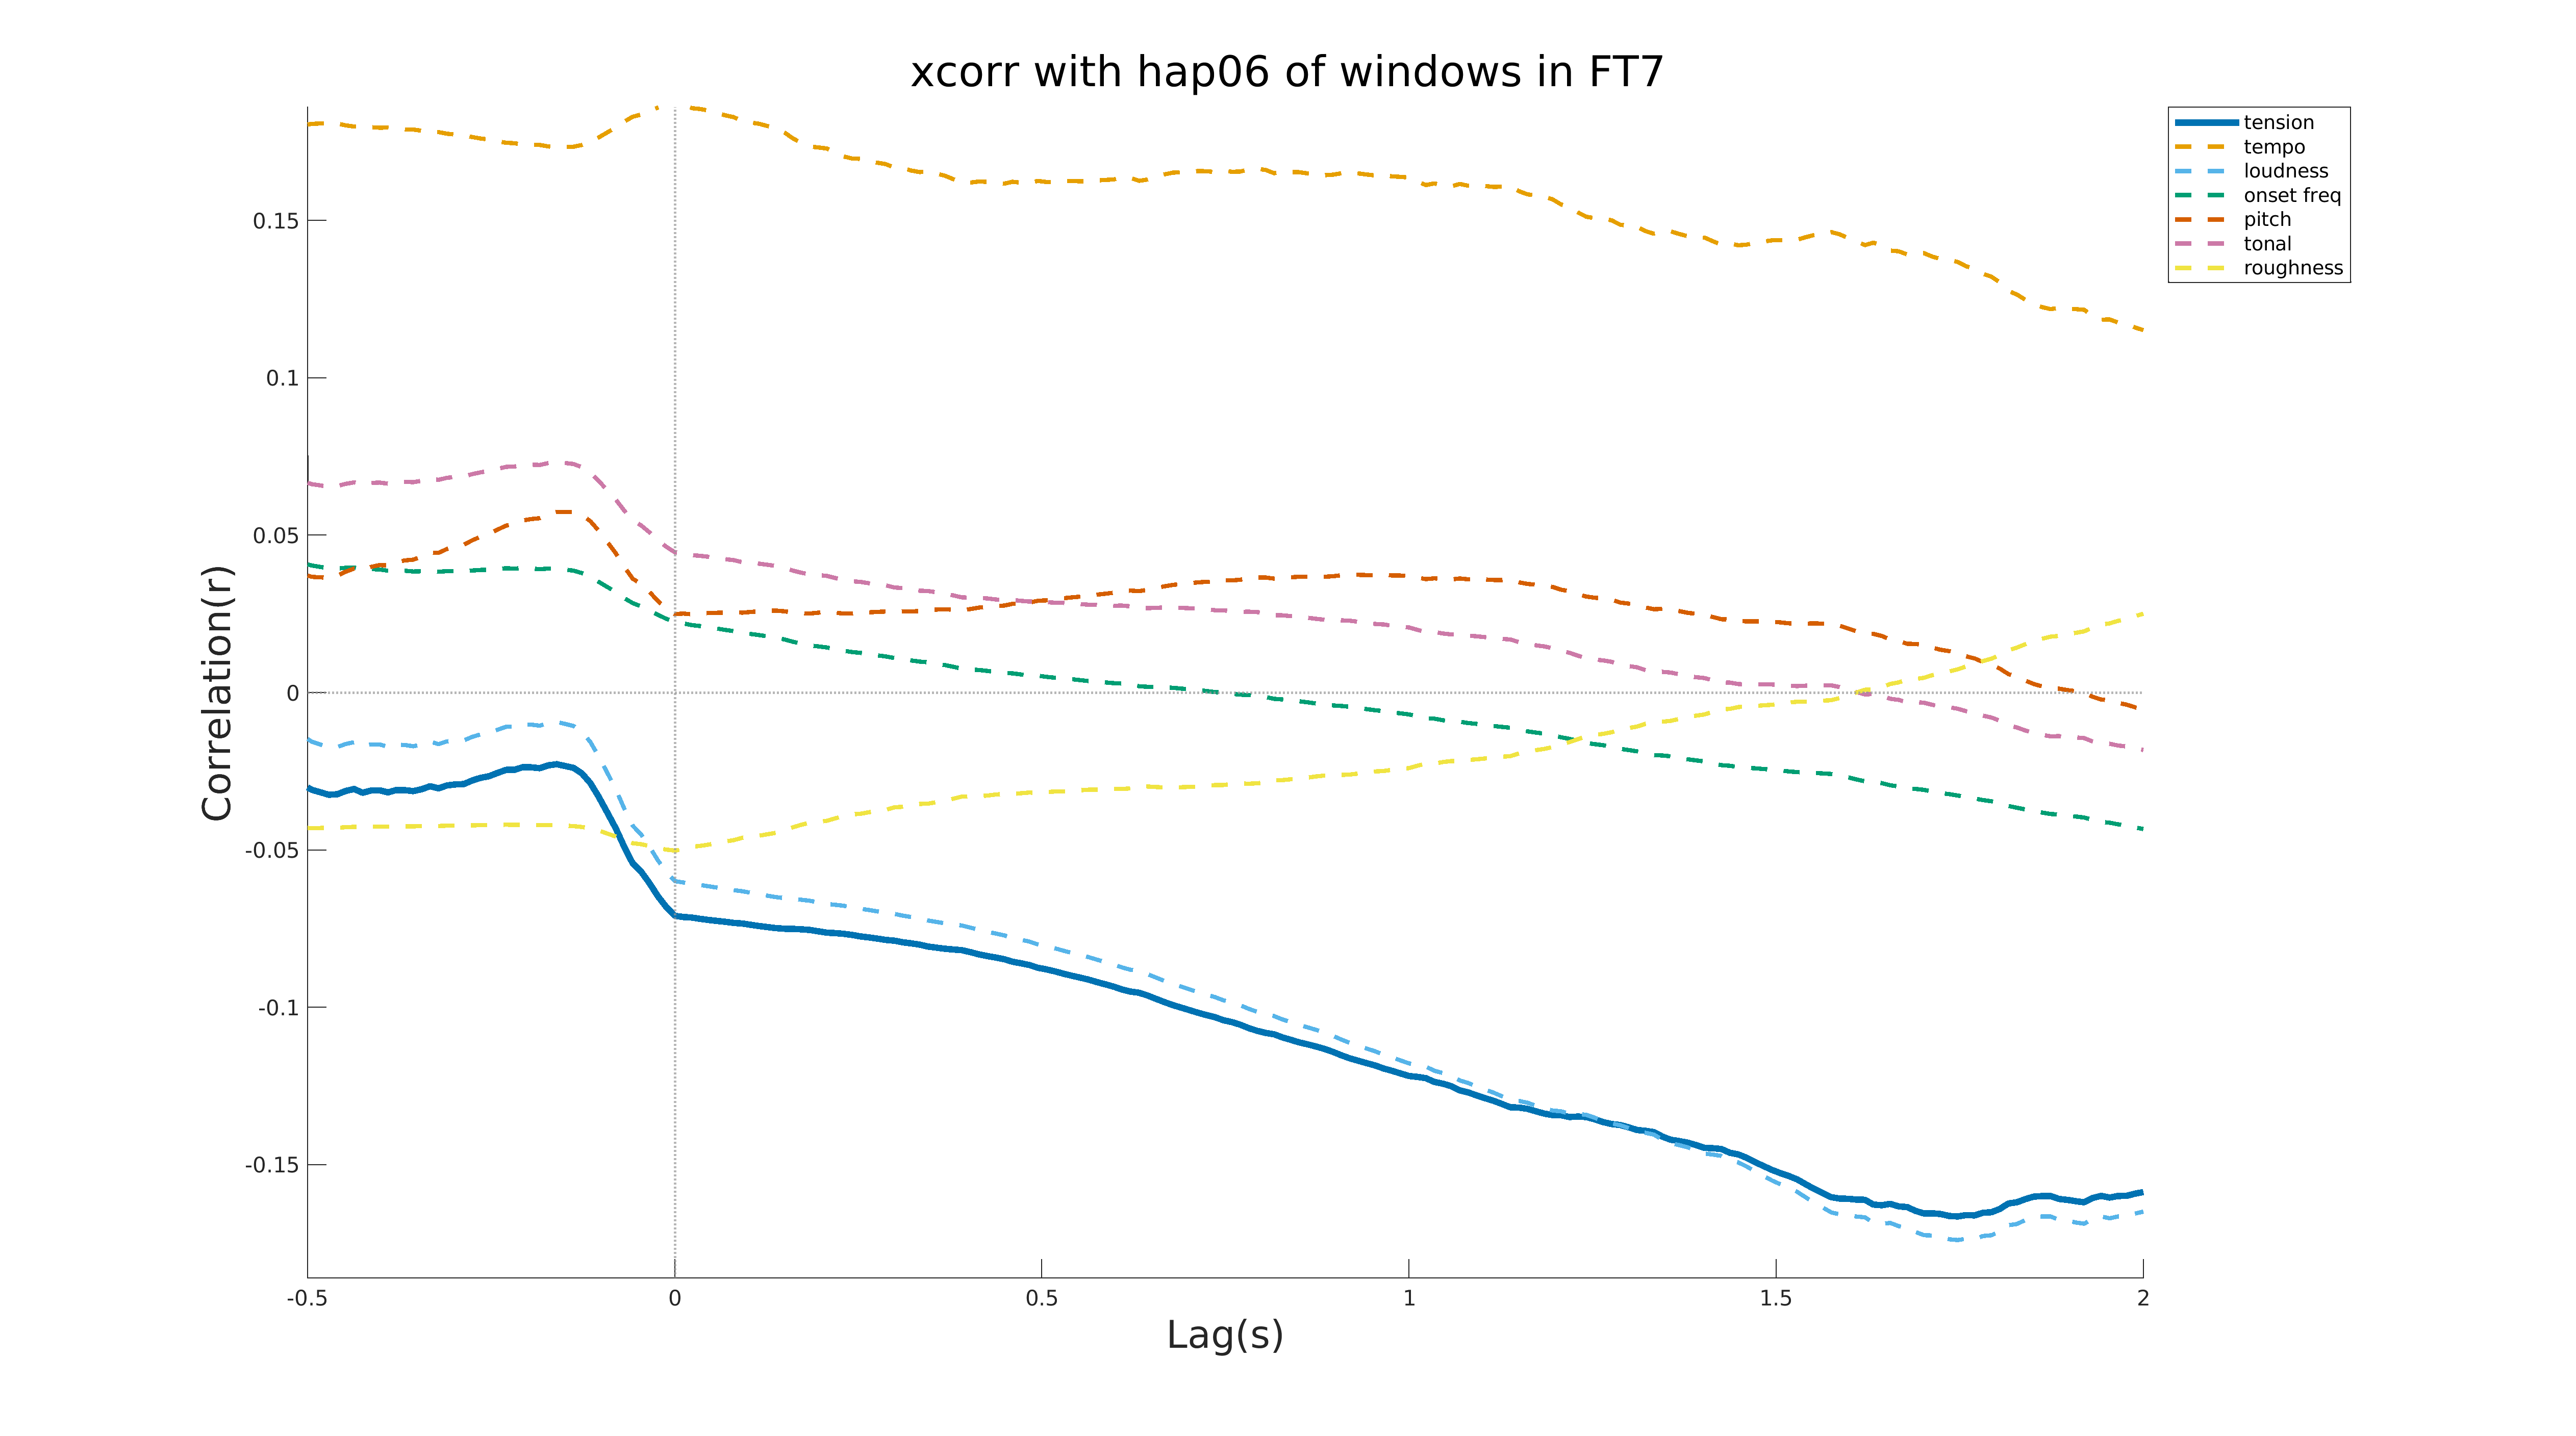 xcorr with hap06 of windows in FT7
tension
tempo
loudness
onset freq
pitch
tonal
roughness
0.15
0.1
0.05
0
-0.05
-0.1
-0.15
Correlation(r)
-0.5
0
0.5
1
1.5
2
Lag(s)